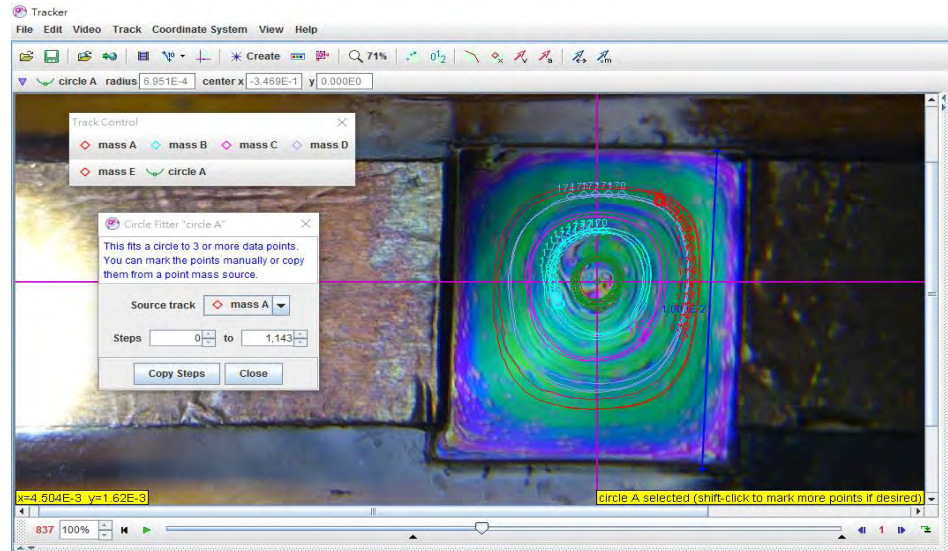 Tracker
File Edit Video Track Coordinate System View Help
Create 71%
circle A radius 6.951E-4 center x -3.469E-1 y 0.000E0
Track Control
mass A mass B mass C mass D
mass E circle A
Circle Fitter "circle A"
This fits a circle to 3 or more data points.
You can mark the points manually or copy
them from a point mass source.
Source track mass A
Steps 0 to 1,143
Copy Steps Close
x=4.504E-3 y=1.62E-3
circle A selected (shift-click to mark more points if desired)
837 100% 1